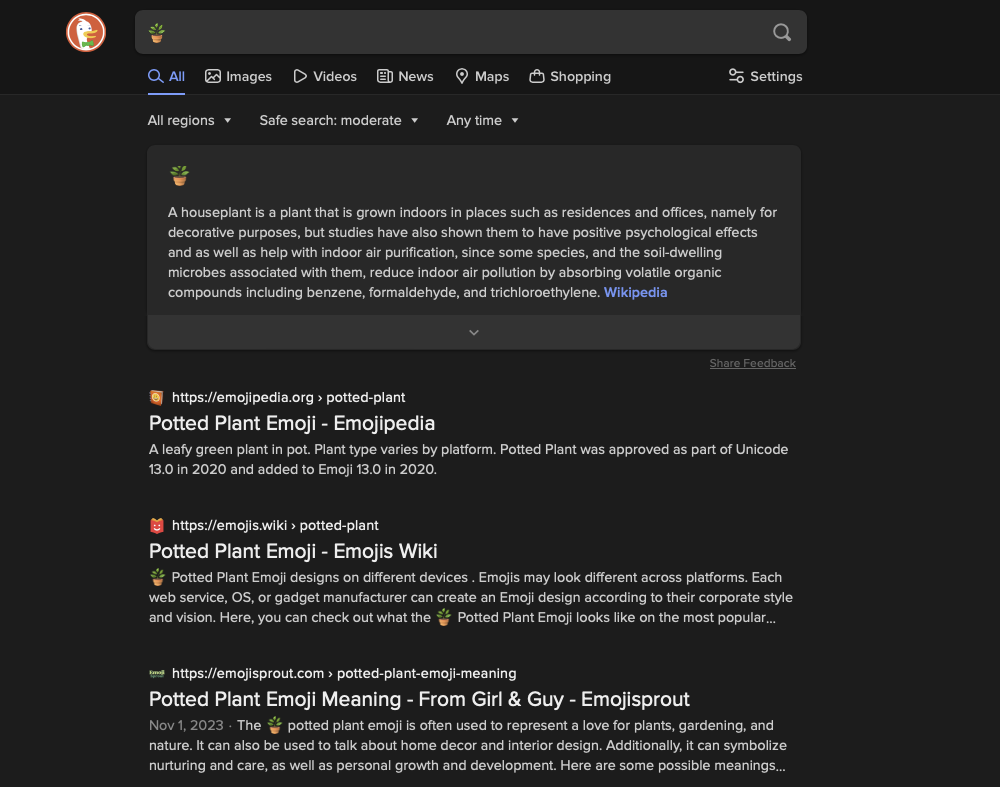 🪴
All Images Videos News Maps Shopping Settings
All regions Safe search: moderate Any time
🪴
A houseplant is a plant that is grown indoors in places such as residences and offices, namely for
decorative purposes, but studies have also shown them to have positive psychological effects
and as well as help with indoor air purification, since some species, and the soil-dwelling
microbes associated with them, reduce indoor air pollution by absorbing volatile organic
compounds including benzene, formaldehyde, and trichloroethylene. Wikipedia
Share Feedback
https://emojipedia.org › potted-plant
Potted Plant Emoji - Emojipedia
A leafy green plant in pot. Plant type varies by platform. Potted Plant was approved as part of Unicode
13.0 in 2020 and added to Emoji 13.0 in 2020.
https://emojis.wiki › potted-plant
Potted Plant Emoji - Emojis Wiki
🪴 Potted Plant Emoji designs on different devices . Emojis may look different across platforms. Each
web service, OS, or gadget manufacturer can create an Emoji design according to their corporate style
and vision. Here, you can check out what the 🪴 Potted Plant Emoji looks like on the most popular...
https://emojisprout.com › potted-plant-emoji-meaning
Potted Plant Emoji Meaning - From Girl & Guy - Emojisprout
Nov 1, 2023 · The 🪴 potted plant emoji is often used to represent a love for plants, gardening, and
nature. It can also be used to talk about home decor and interior design. Additionally, it can symbolize
nurturing and care, as well as personal growth and development. Here are some possible meanings...